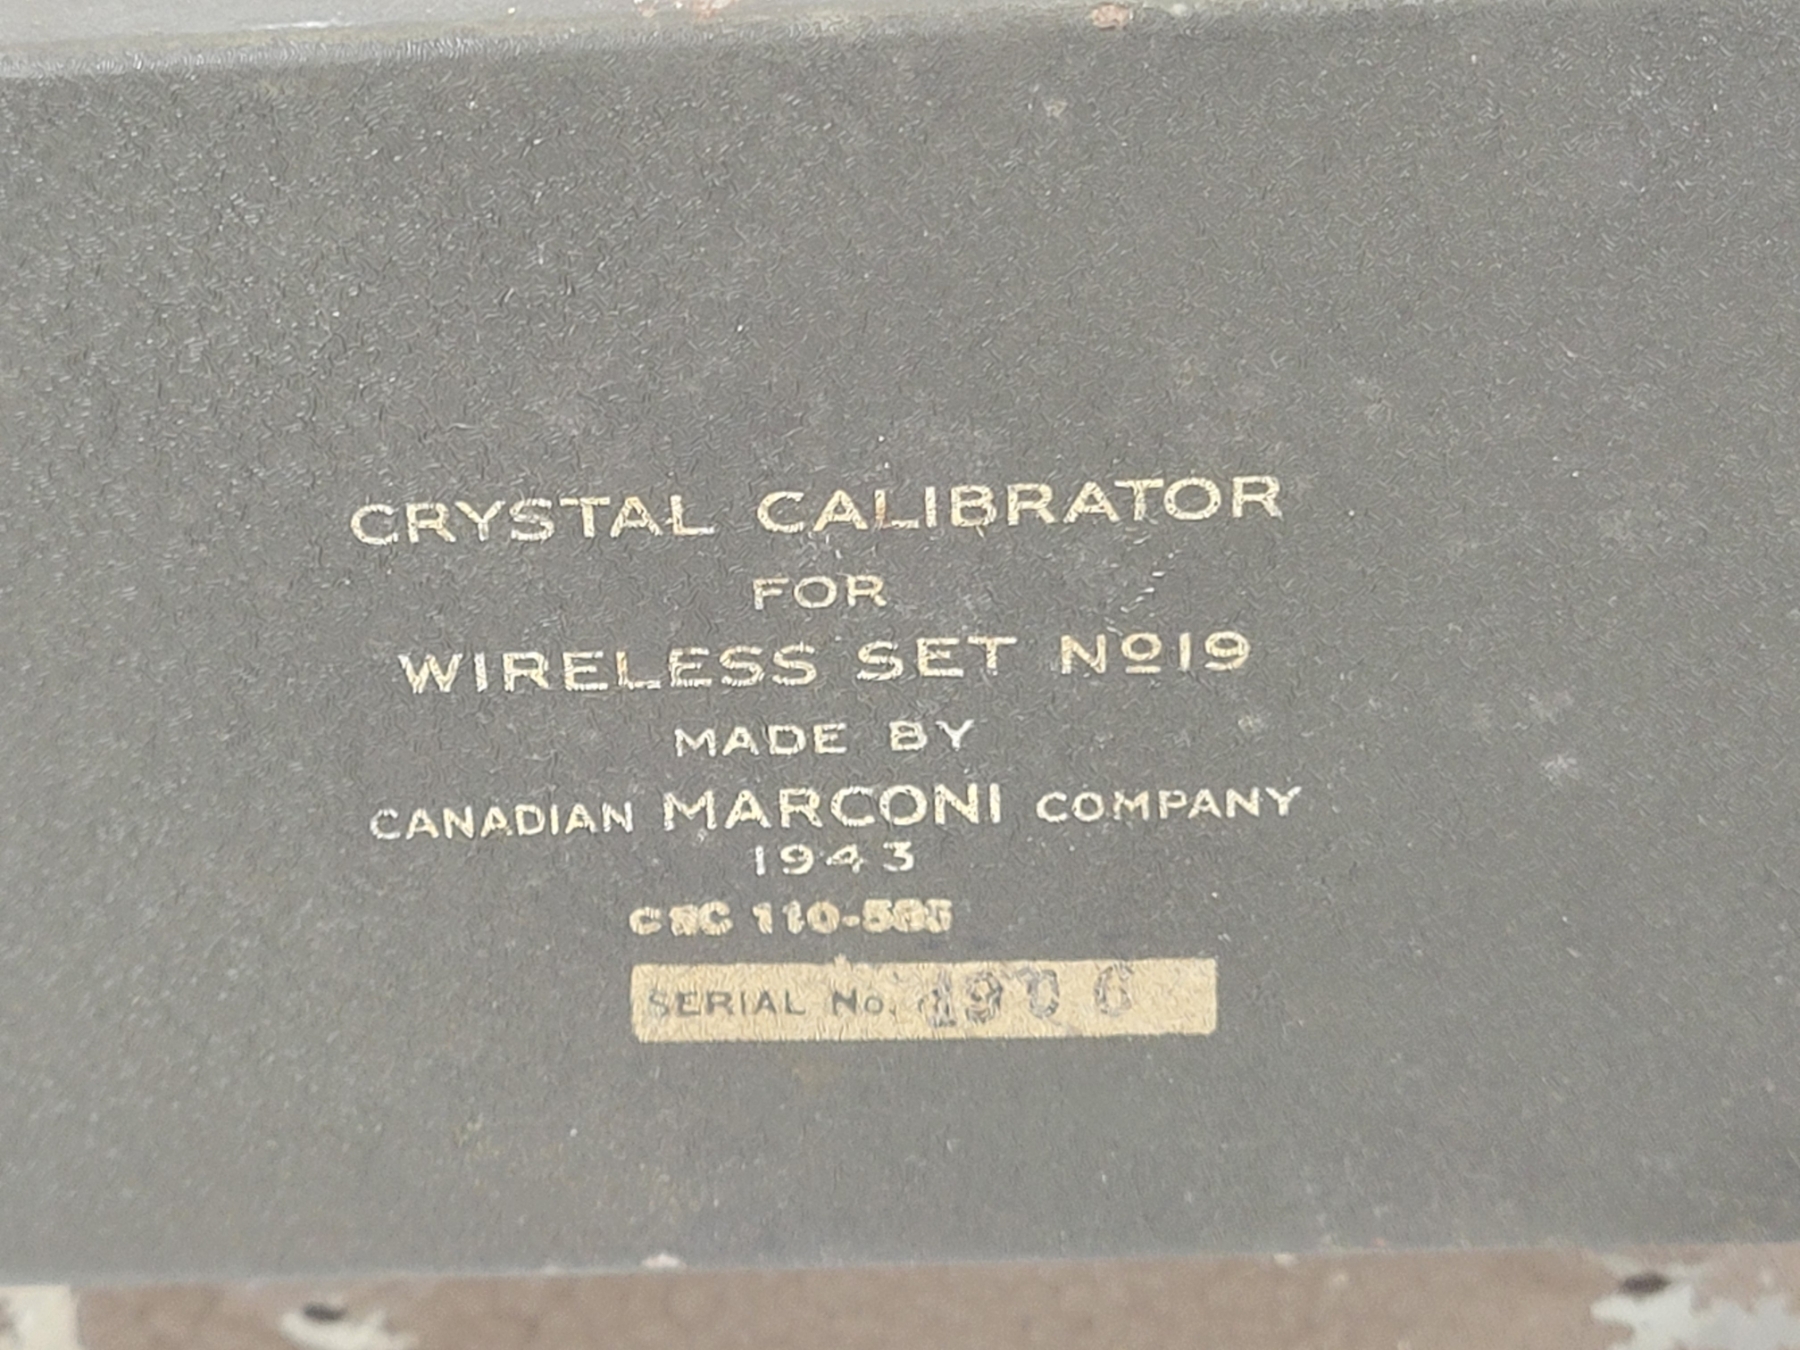 CRYSTAL CALIBRATOR
FOR
WIRELESS SET Nº19
MADE BY
CANADIAN MARCONI COMPANY
1943
SERIAL No.